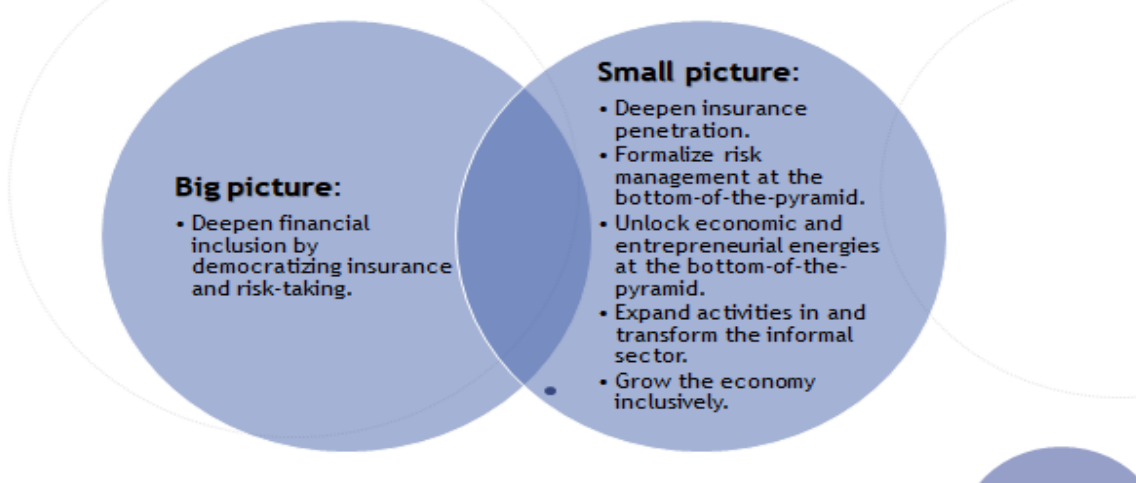 Big picture:
• Deepen financial
inclusion by
democratizing insurance
and risk-taking.
Small picture:
• Deepen insurance
penetration.
• Formalize risk
management at the
bottom-of-the-pyramid.
• Unlock economic and
entrepreneurial energies
at the bottom-of-the-
pyramid.
• Expand activities in and
transform the informal
sector.
• Grow the economy
inclusively.